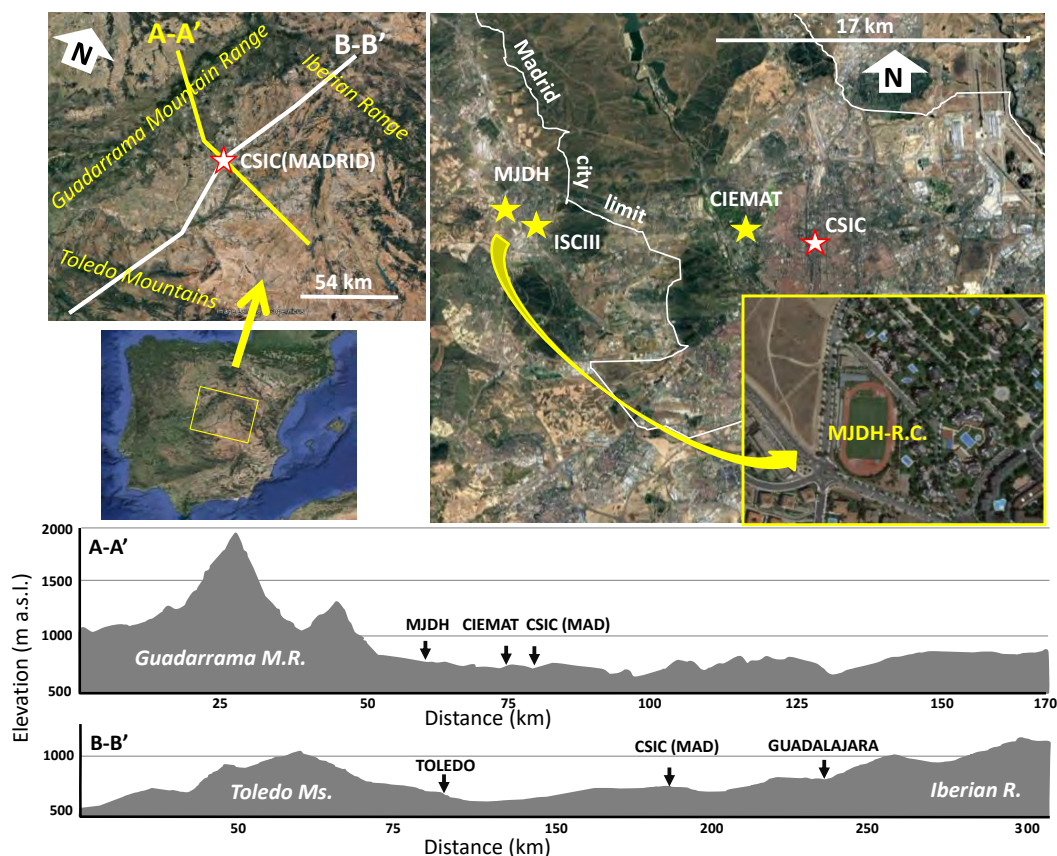 A-A’
B-B’
N
Guadarrama Mountain Range
Iberian Range
CSIC(MADRID)
Toledo Mountains
54 km
17 km
N
Madrid
city
limit
MJDH
ISCIII
CIEMAT
CSIC
MJDH-R.C.
Elevation (m a.s.l.)
2000
1500
1000
500
A-A’
MJDH
CIEMAT
CSIC (MAD)
Guadarrama M.R.
25
50
75
100
125
150
170
Distance (km)
B-B’
1000
500
TOLEDO
CSIC (MAD)
GUADALAJARA
Toledo Ms.
Iberian R.
50
75
150
200
250
300
Distance (km)